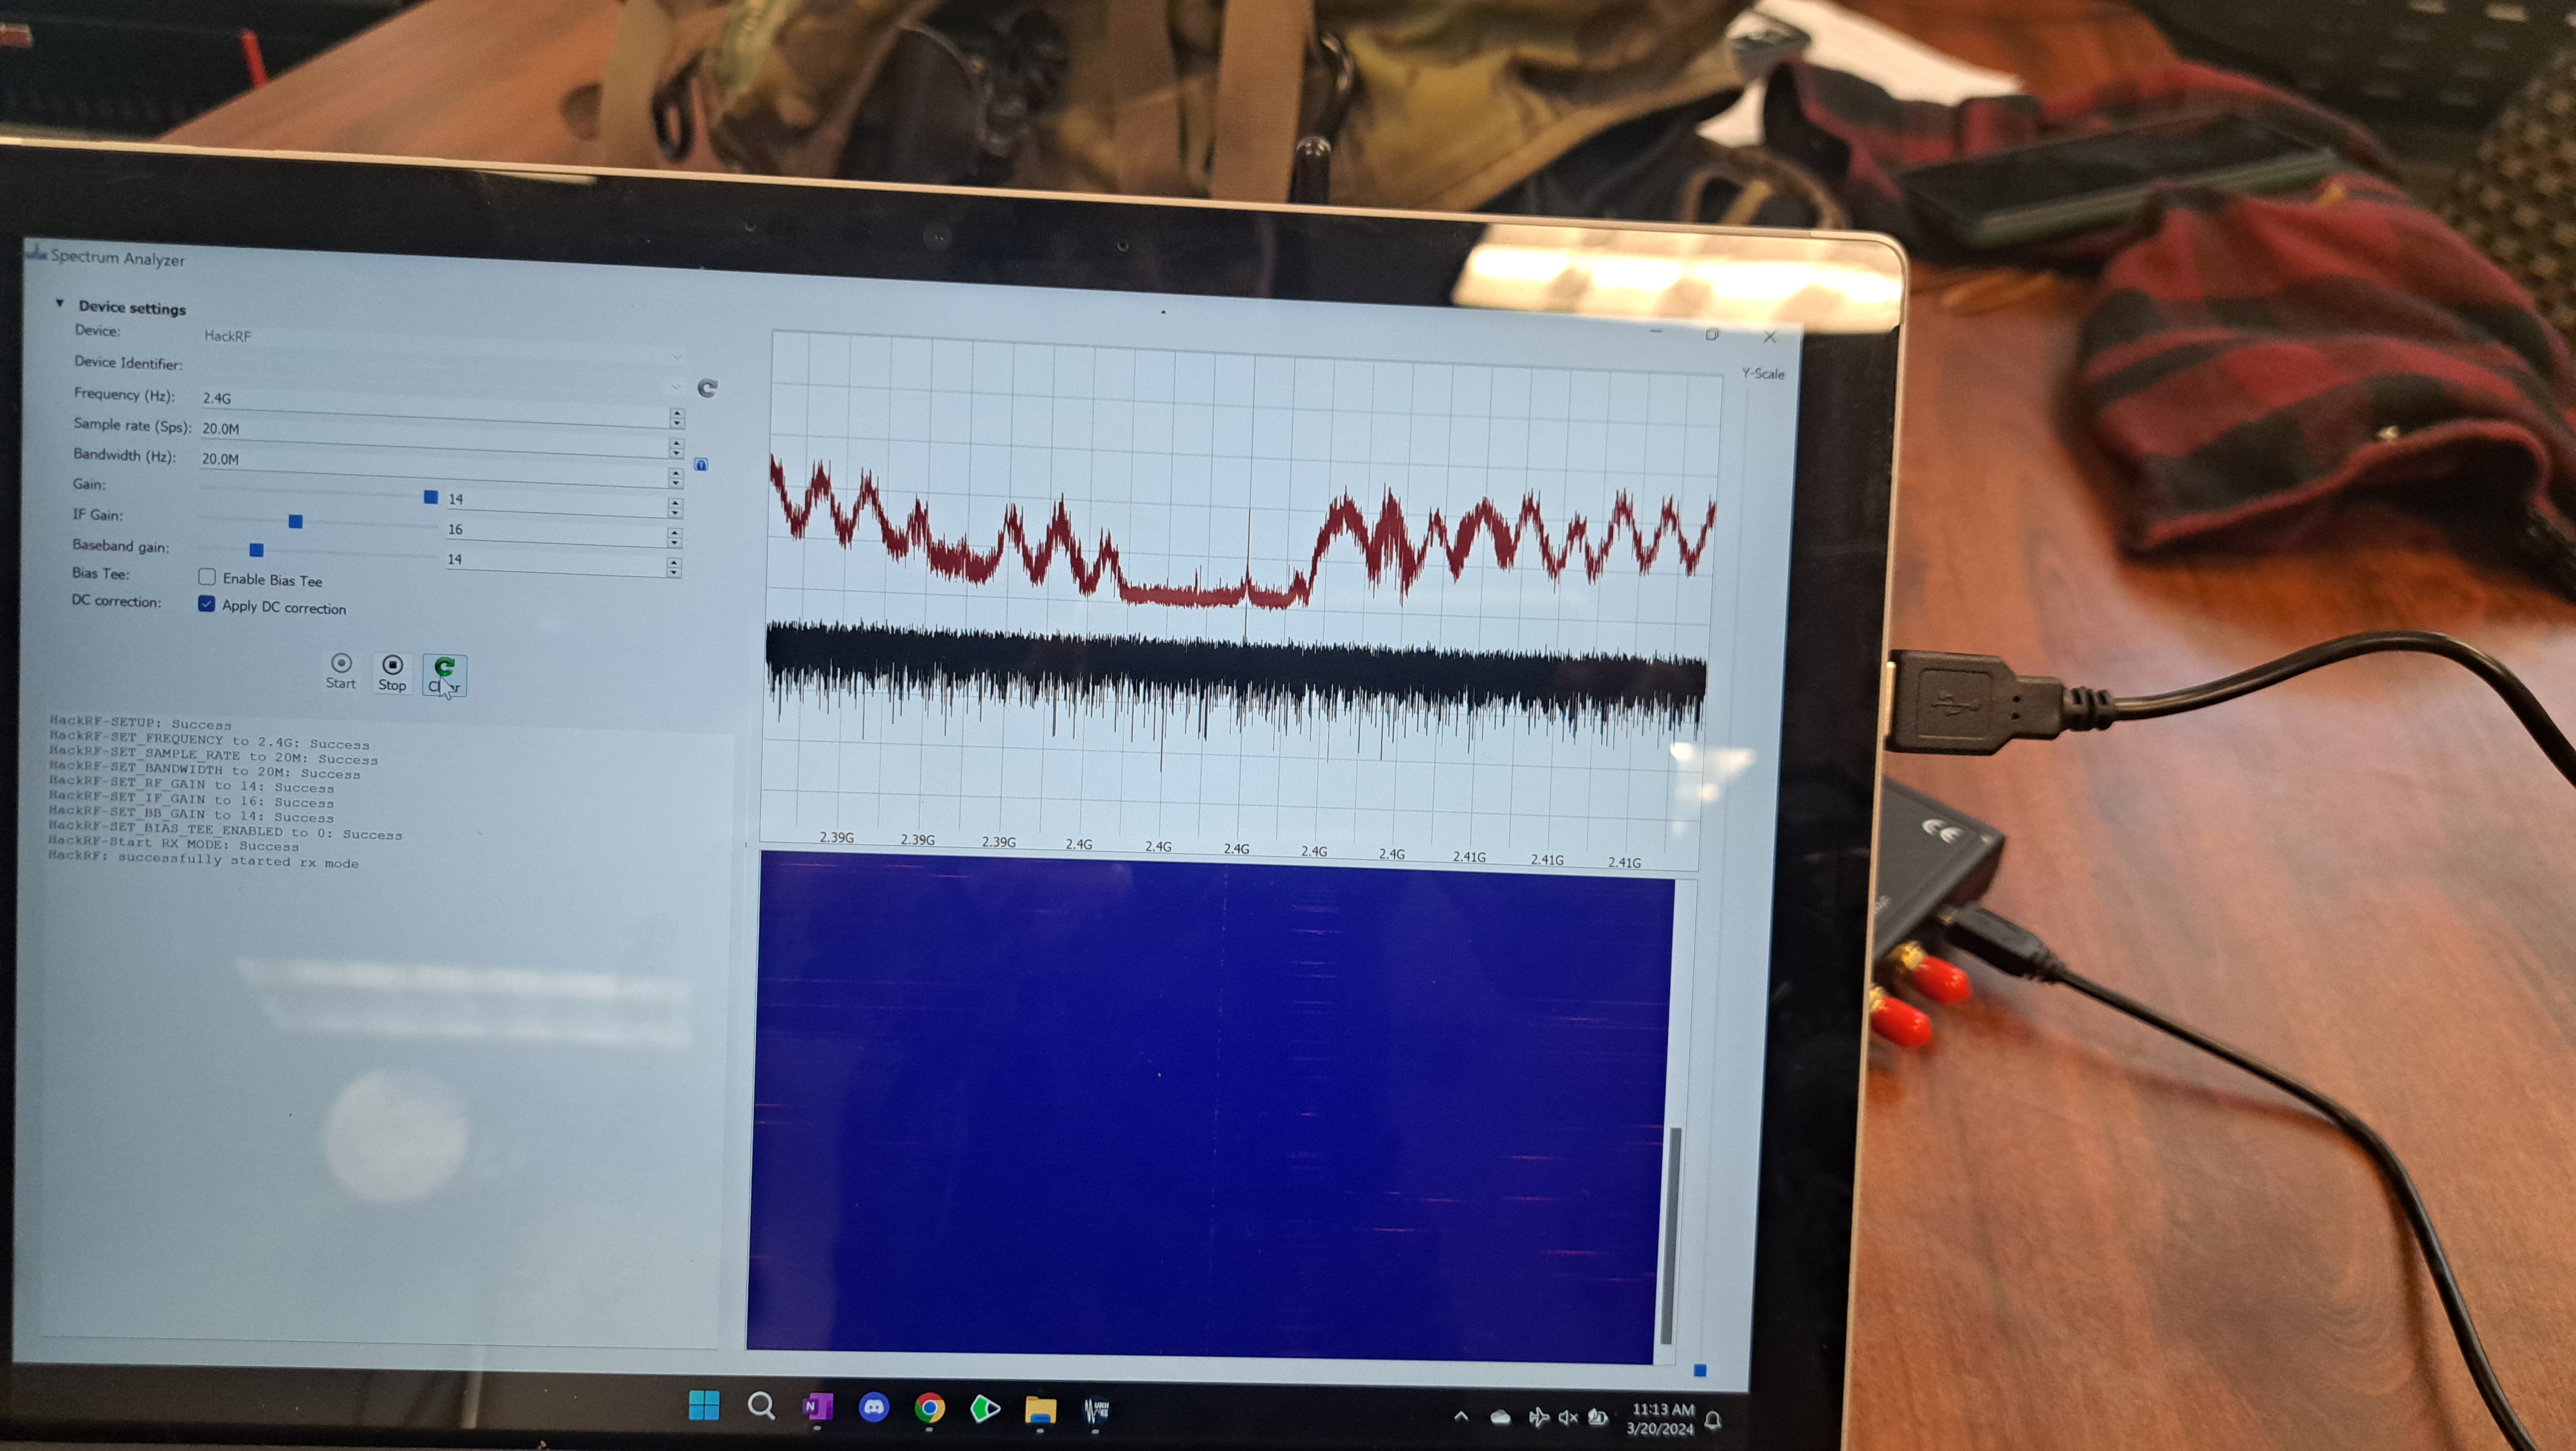 Spectrum Analyzer
Device settings
Device: HackRF
Device Identifier:
Frequency (Hz): 2.4G
Sample rate (Sps): 20.0M
Bandwidth (Hz): 20.0M
Gain: 14
IF Gain: 16
Baseband gain: 14
Bias Tee: Enable Bias Tee
DC correction: Apply DC correction
Start Stop
HackRF-SETUP: Success
HackRF-SET_FREQUENCY to 2.4G: Success
HackRF-SET_SAMPLE_RATE to 20M: Success
HackRF-SET_BANDWIDTH to 20M: Success
HackRF-SET_RF_GAIN to 14: Success
HackRF-SET_IF_GAIN to 16: Success
HackRF-SET_BB_GAIN to 14: Success
HackRF-SET_BIAS_TEE_ENABLED to 0: Success
HackRF-Start RX MODE: Success
HackRF: successfully started rx mode
Y-Scale
2.39G 2.39G 2.39G 2.4G 2.4G 2.4G 2.4G 2.4G 2.41G 2.41G 2.41G
CE
N
11:13 AM
3/20/2024